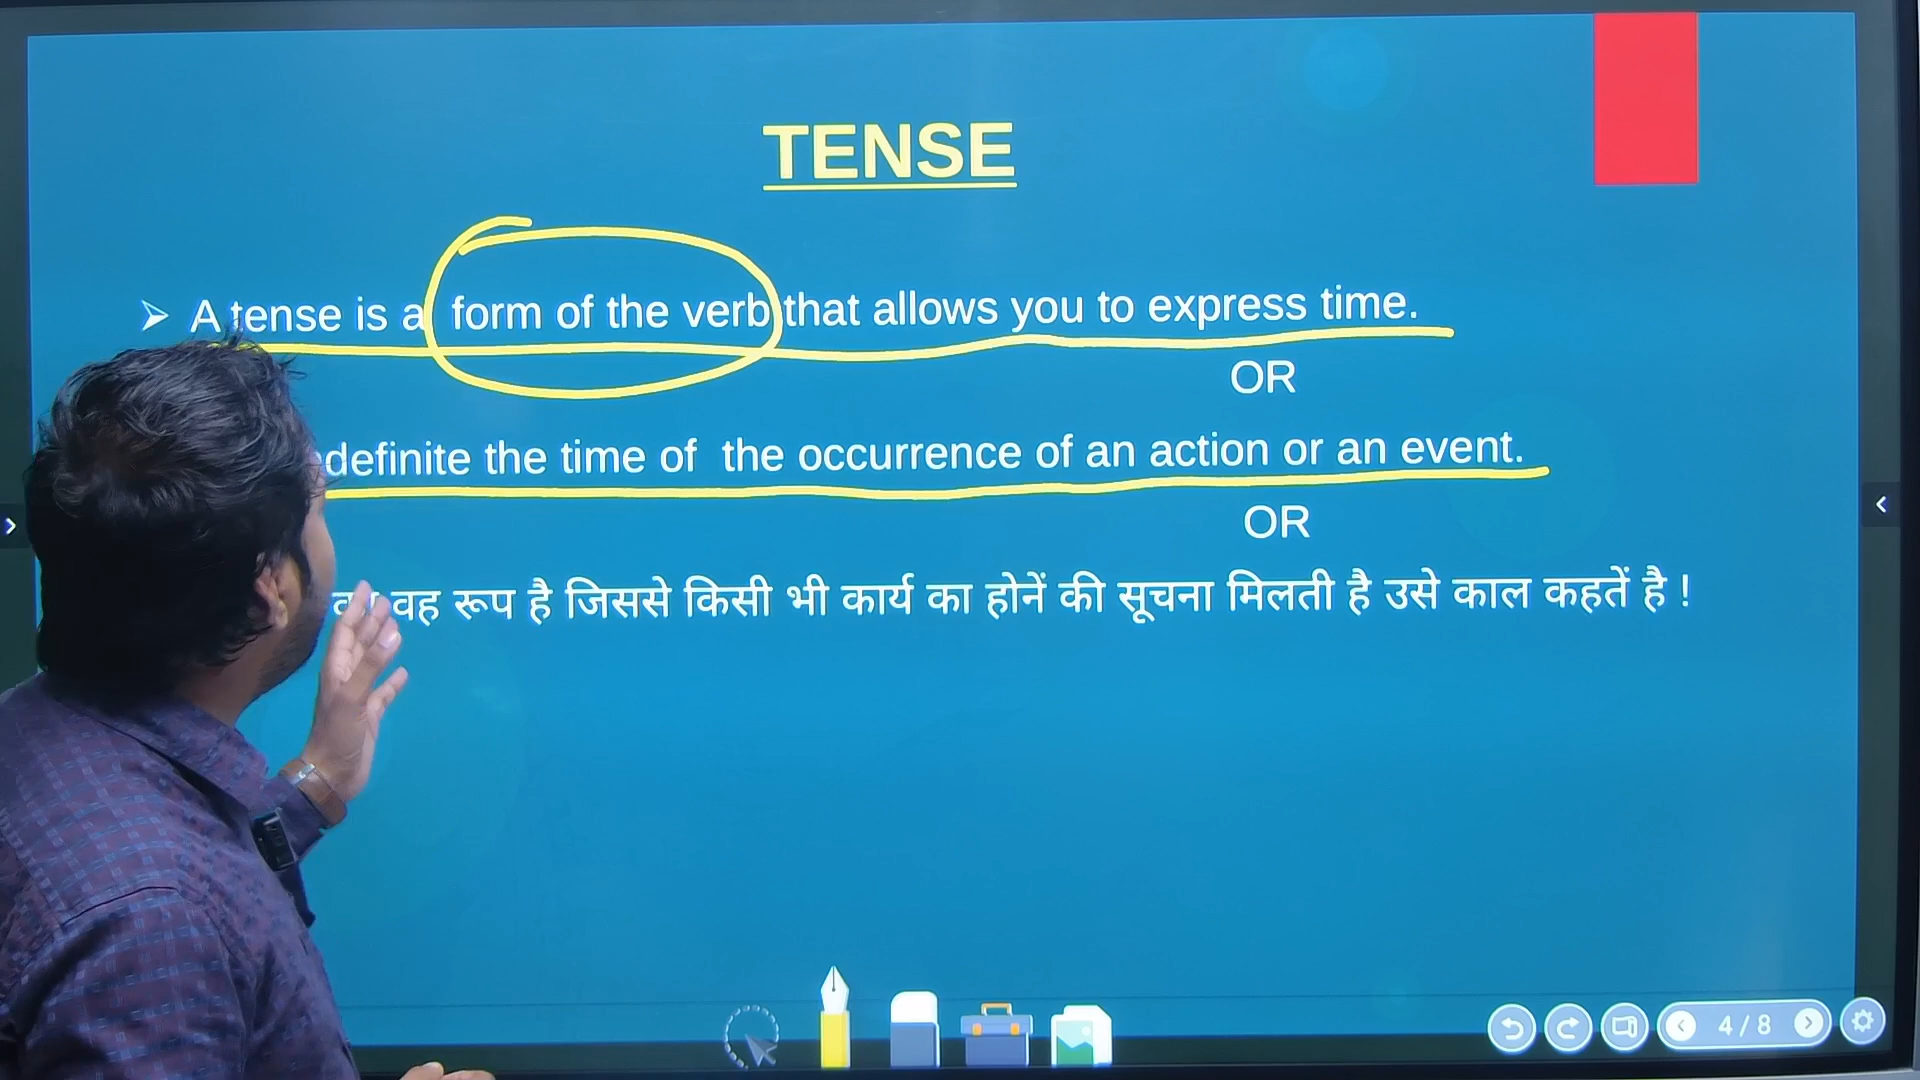 TENSE
A tense is a form of the verb that allows you to express time.
OR
definite the time of the occurrence of an action or an event.
OR
वह रूप है जिससे किसी भी कार्य का होनें की सूचना मिलती है उसे काल कहतें है !
4 / 8